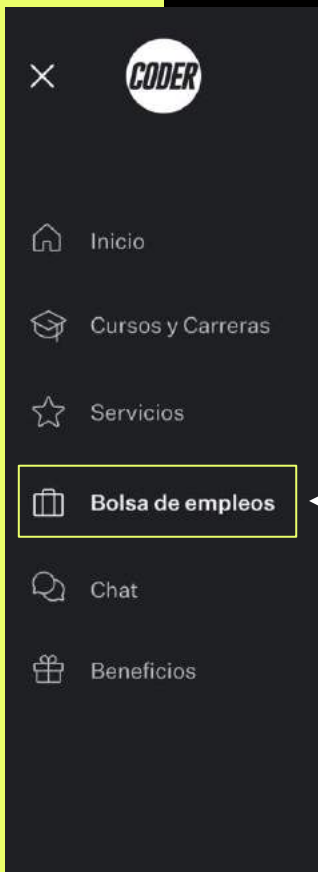 CODER
Inicio
Cursos y Carreras
Servicios
Bolsa de empleos
Chat
Beneficios